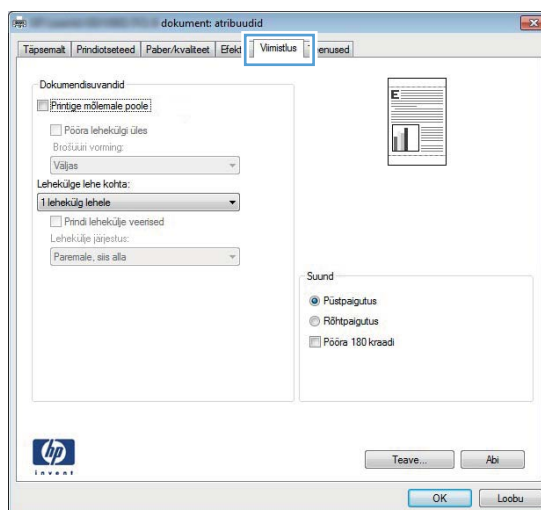 dokument: atribuudid
Täpsemalt Prindiotseteed Paber/kvaliteet Efekt Viimistlus Teenused
Dokumendisuvandid
Printige mõlemale poole
Pööra lehekülgi üles
Brošüüri vorming:
Väljas
Lehekülge lehe kohta:
1 lehekülg lehele
Prindi lehekülje veerised
Lehekülje järjestus:
Paremale, siis alla
E
Suund
Püstpaigutus
Rõhtpaigutus
Pööra 180 kraadi
hp
invent
Teave... Abi
OK Loobu